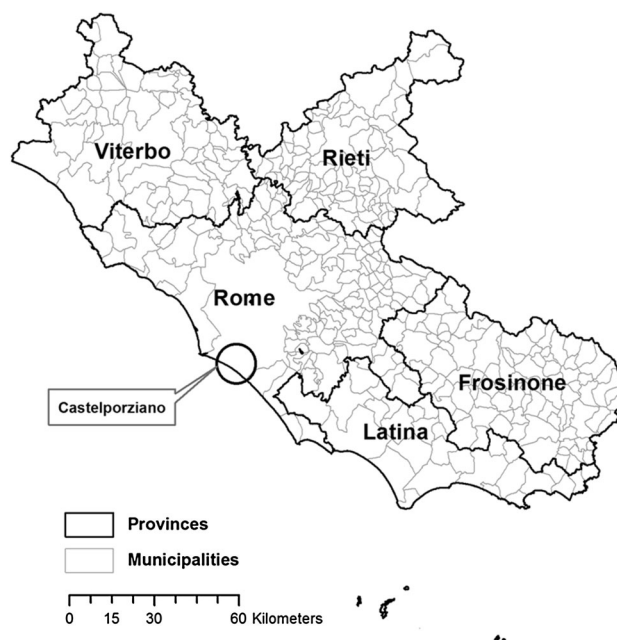 Viterbo
Rieti
Rome
Castelporziano
Frosinone
Latina
Provinces
Municipalities
0 15 30 60 Kilometers